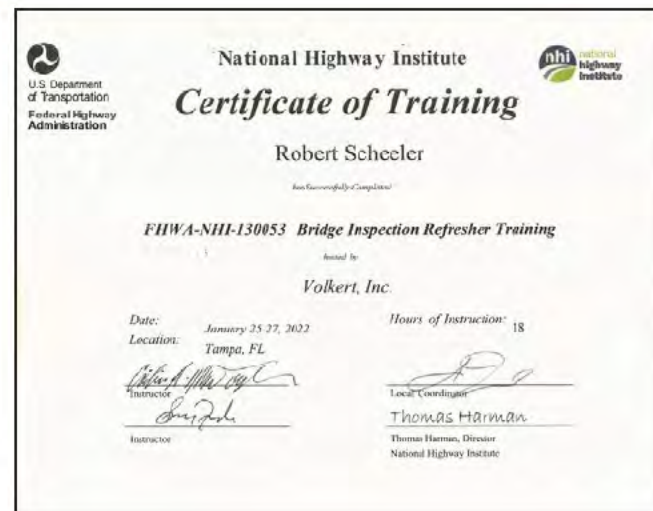 U.S. Department
of Transportation
Federal Highway
Administration
National Highway Institute
nhi national
highway
institute
Certificate of Training
Robert Scheeler
has Successfully Completed
FHWA-NHI-130053 Bridge Inspection Refresher Training
hosted by
Volkert, Inc.
Date: January 25-27, 2022
Hours of Instruction: 18
Location: Tampa, FL
Instructor
Local Coordinator
Thomas Harman
Instructor
Thomas Harman, Director
National Highway Institute